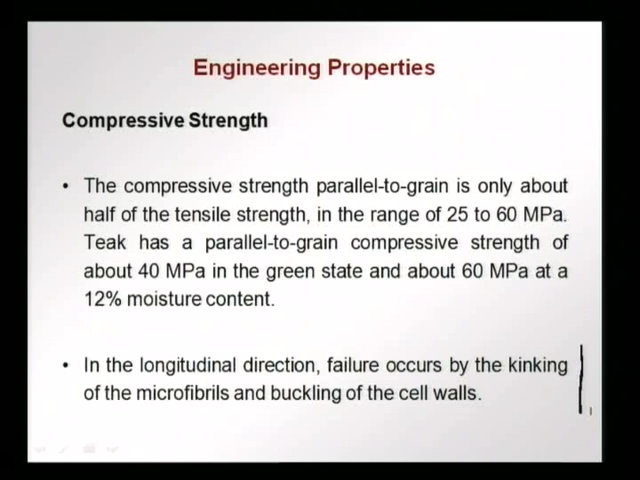 Engineering Properties
Compressive Strength
• The compressive strength parallel-to-grain is only about
half of the tensile strength, in the range of 25 to 60 MPa.
Teak has a parallel-to-grain compressive strength of
about 40 MPa in the green state and about 60 MPa at a
12% moisture content.
• In the longitudinal direction, failure occurs by the kinking
of the microfibrils and buckling of the cell walls.